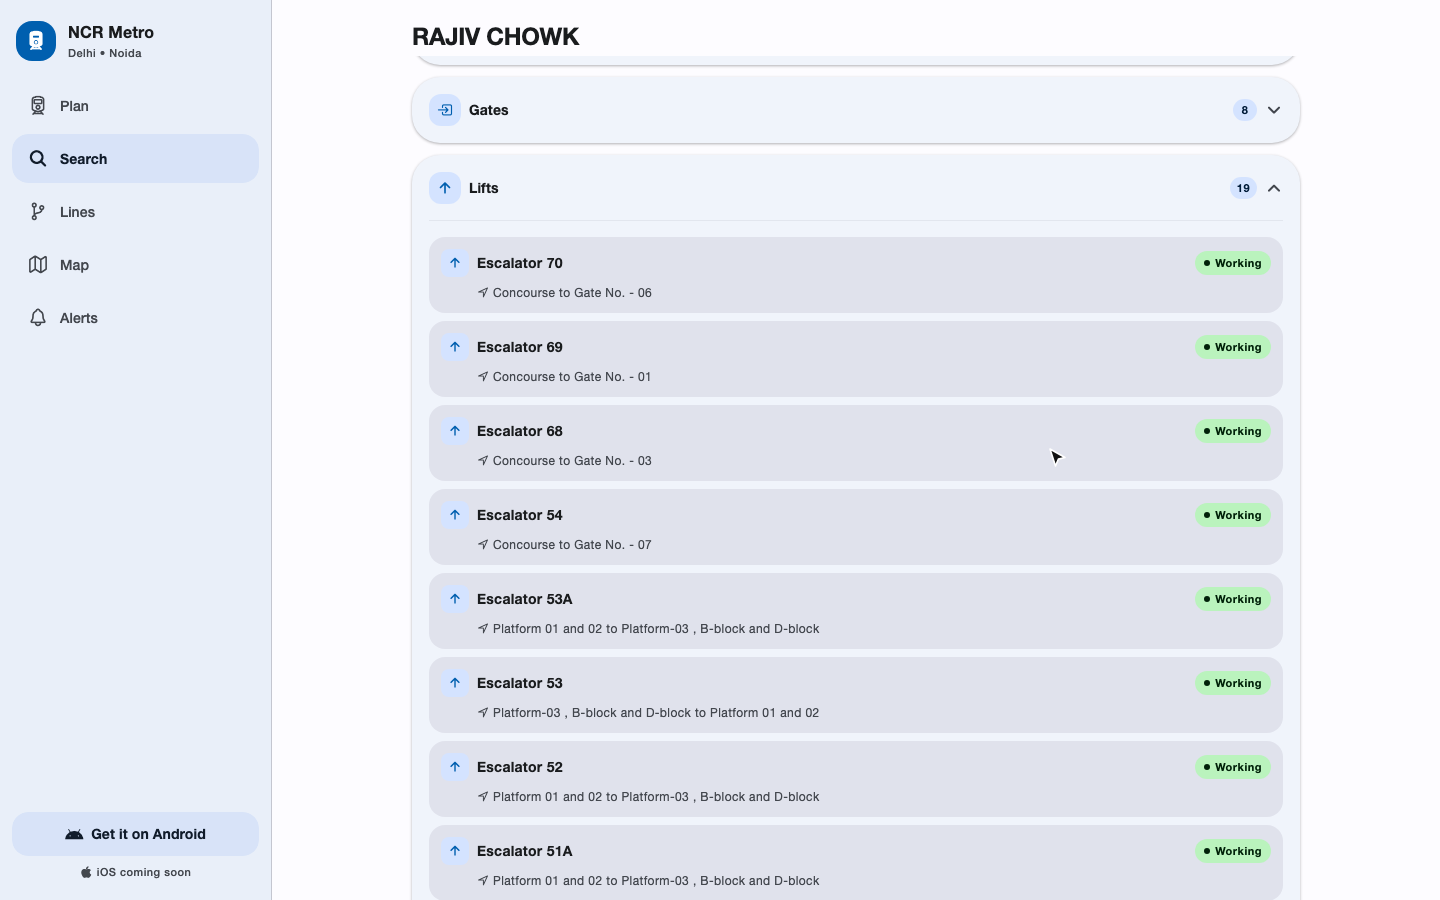 NCR Metro
Delhi • Noida
Plan
Search
Lines
Map
Alerts
Get it on Android
iOS coming soon
RAJIV CHOWK
Gates
8
Lifts
19
Escalator 70
Working
Concourse to Gate No. - 06
Escalator 69
Working
Concourse to Gate No. - 01
Escalator 68
Working
Concourse to Gate No. - 03
Escalator 54
Working
Concourse to Gate No. - 07
Escalator 53A
Working
Platform 01 and 02 to Platform-03 , B-block and D-block
Escalator 53
Working
Platform-03 , B-block and D-block to Platform 01 and 02
Escalator 52
Working
Platform 01 and 02 to Platform-03 , B-block and D-block
Escalator 51A
Working
Platform 01 and 02 to Platform-03 , B-block and D-block